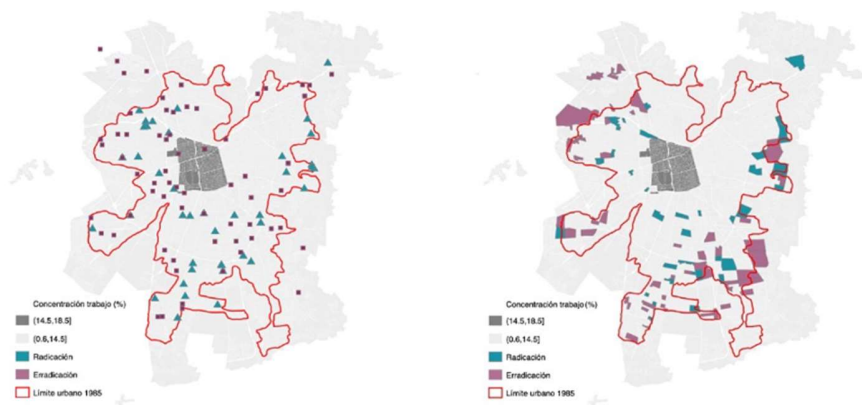 Concentración trabajo (%)
[14.5,18.5]
[0.6,14.5]
Radicación
Erradicación
Límite urbano 1985
Concentración trabajo (%)
[14.5,18.5]
[0.6,14.5]
Radicación
Erradicación
Límite urbano 1985